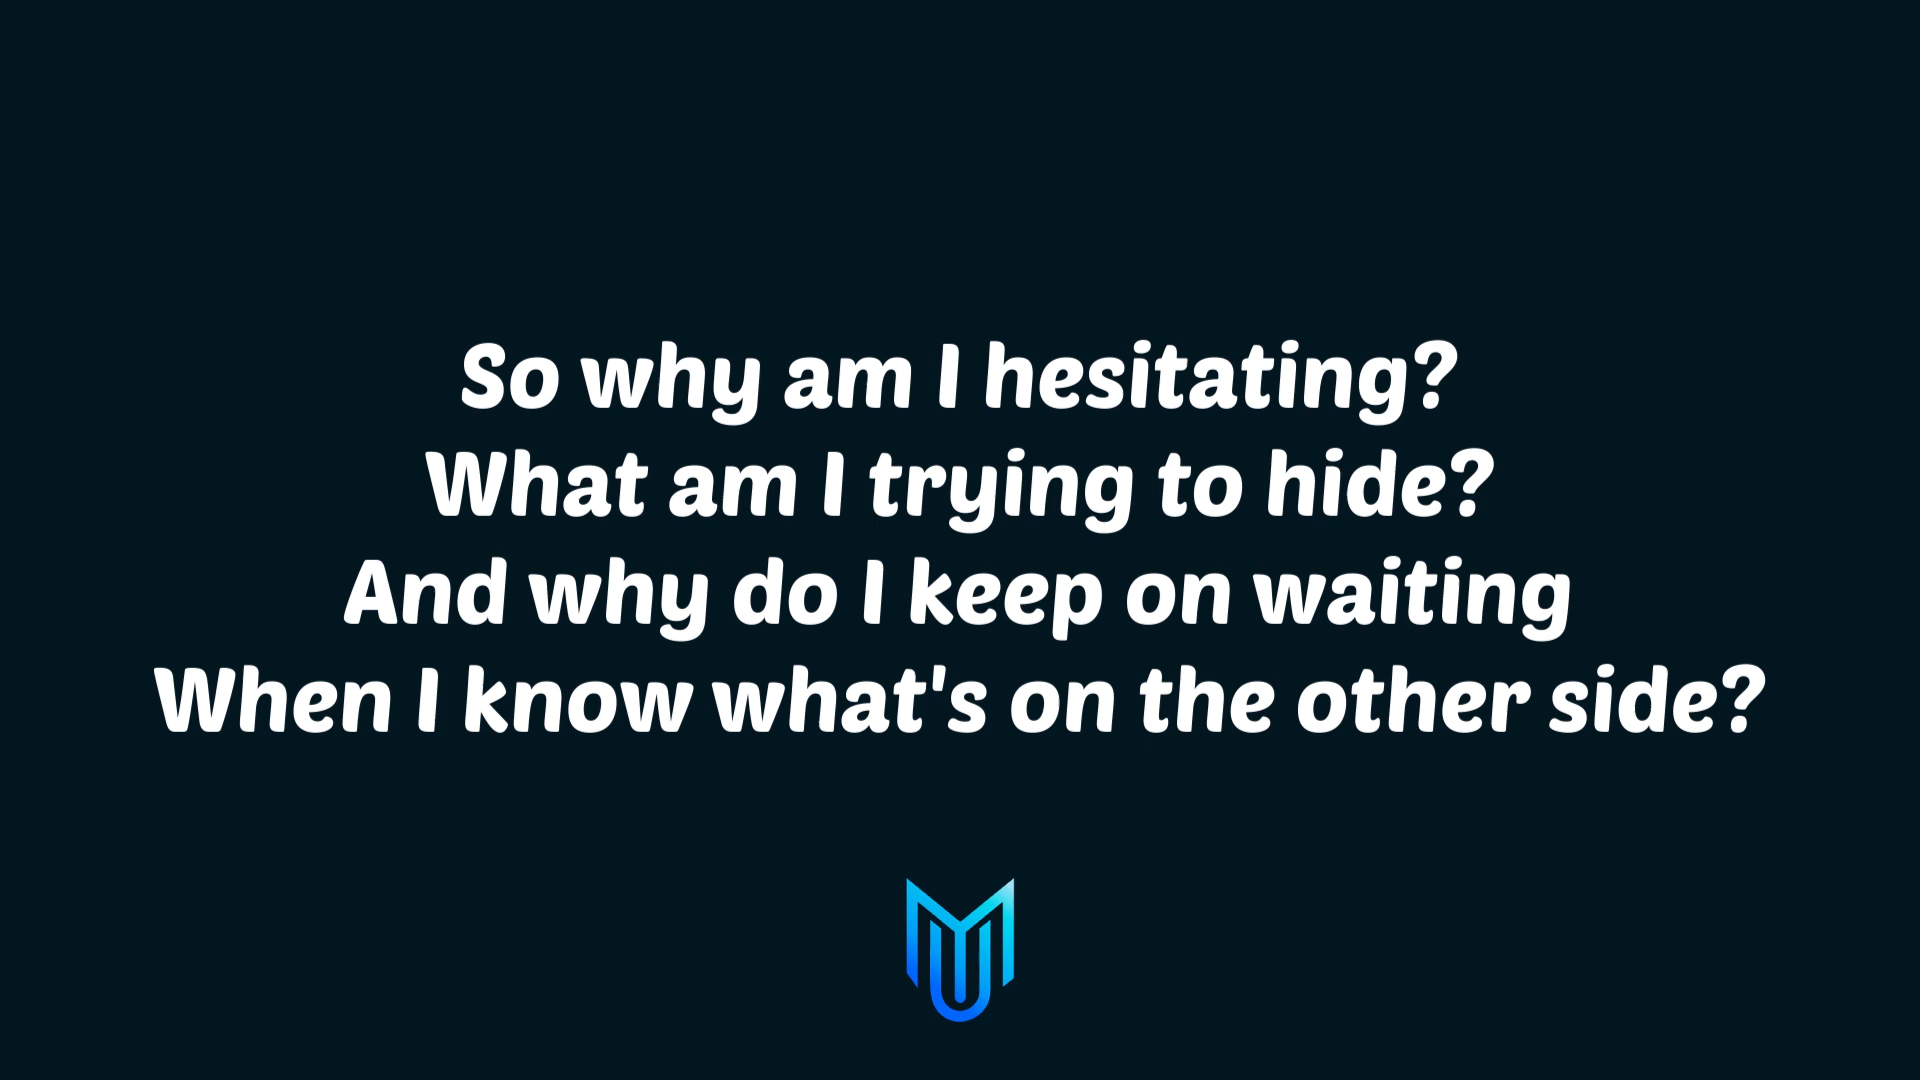 So why am I hesitating?
What am I trying to hide?
And why do I keep on waiting
When I know what's on the other side?